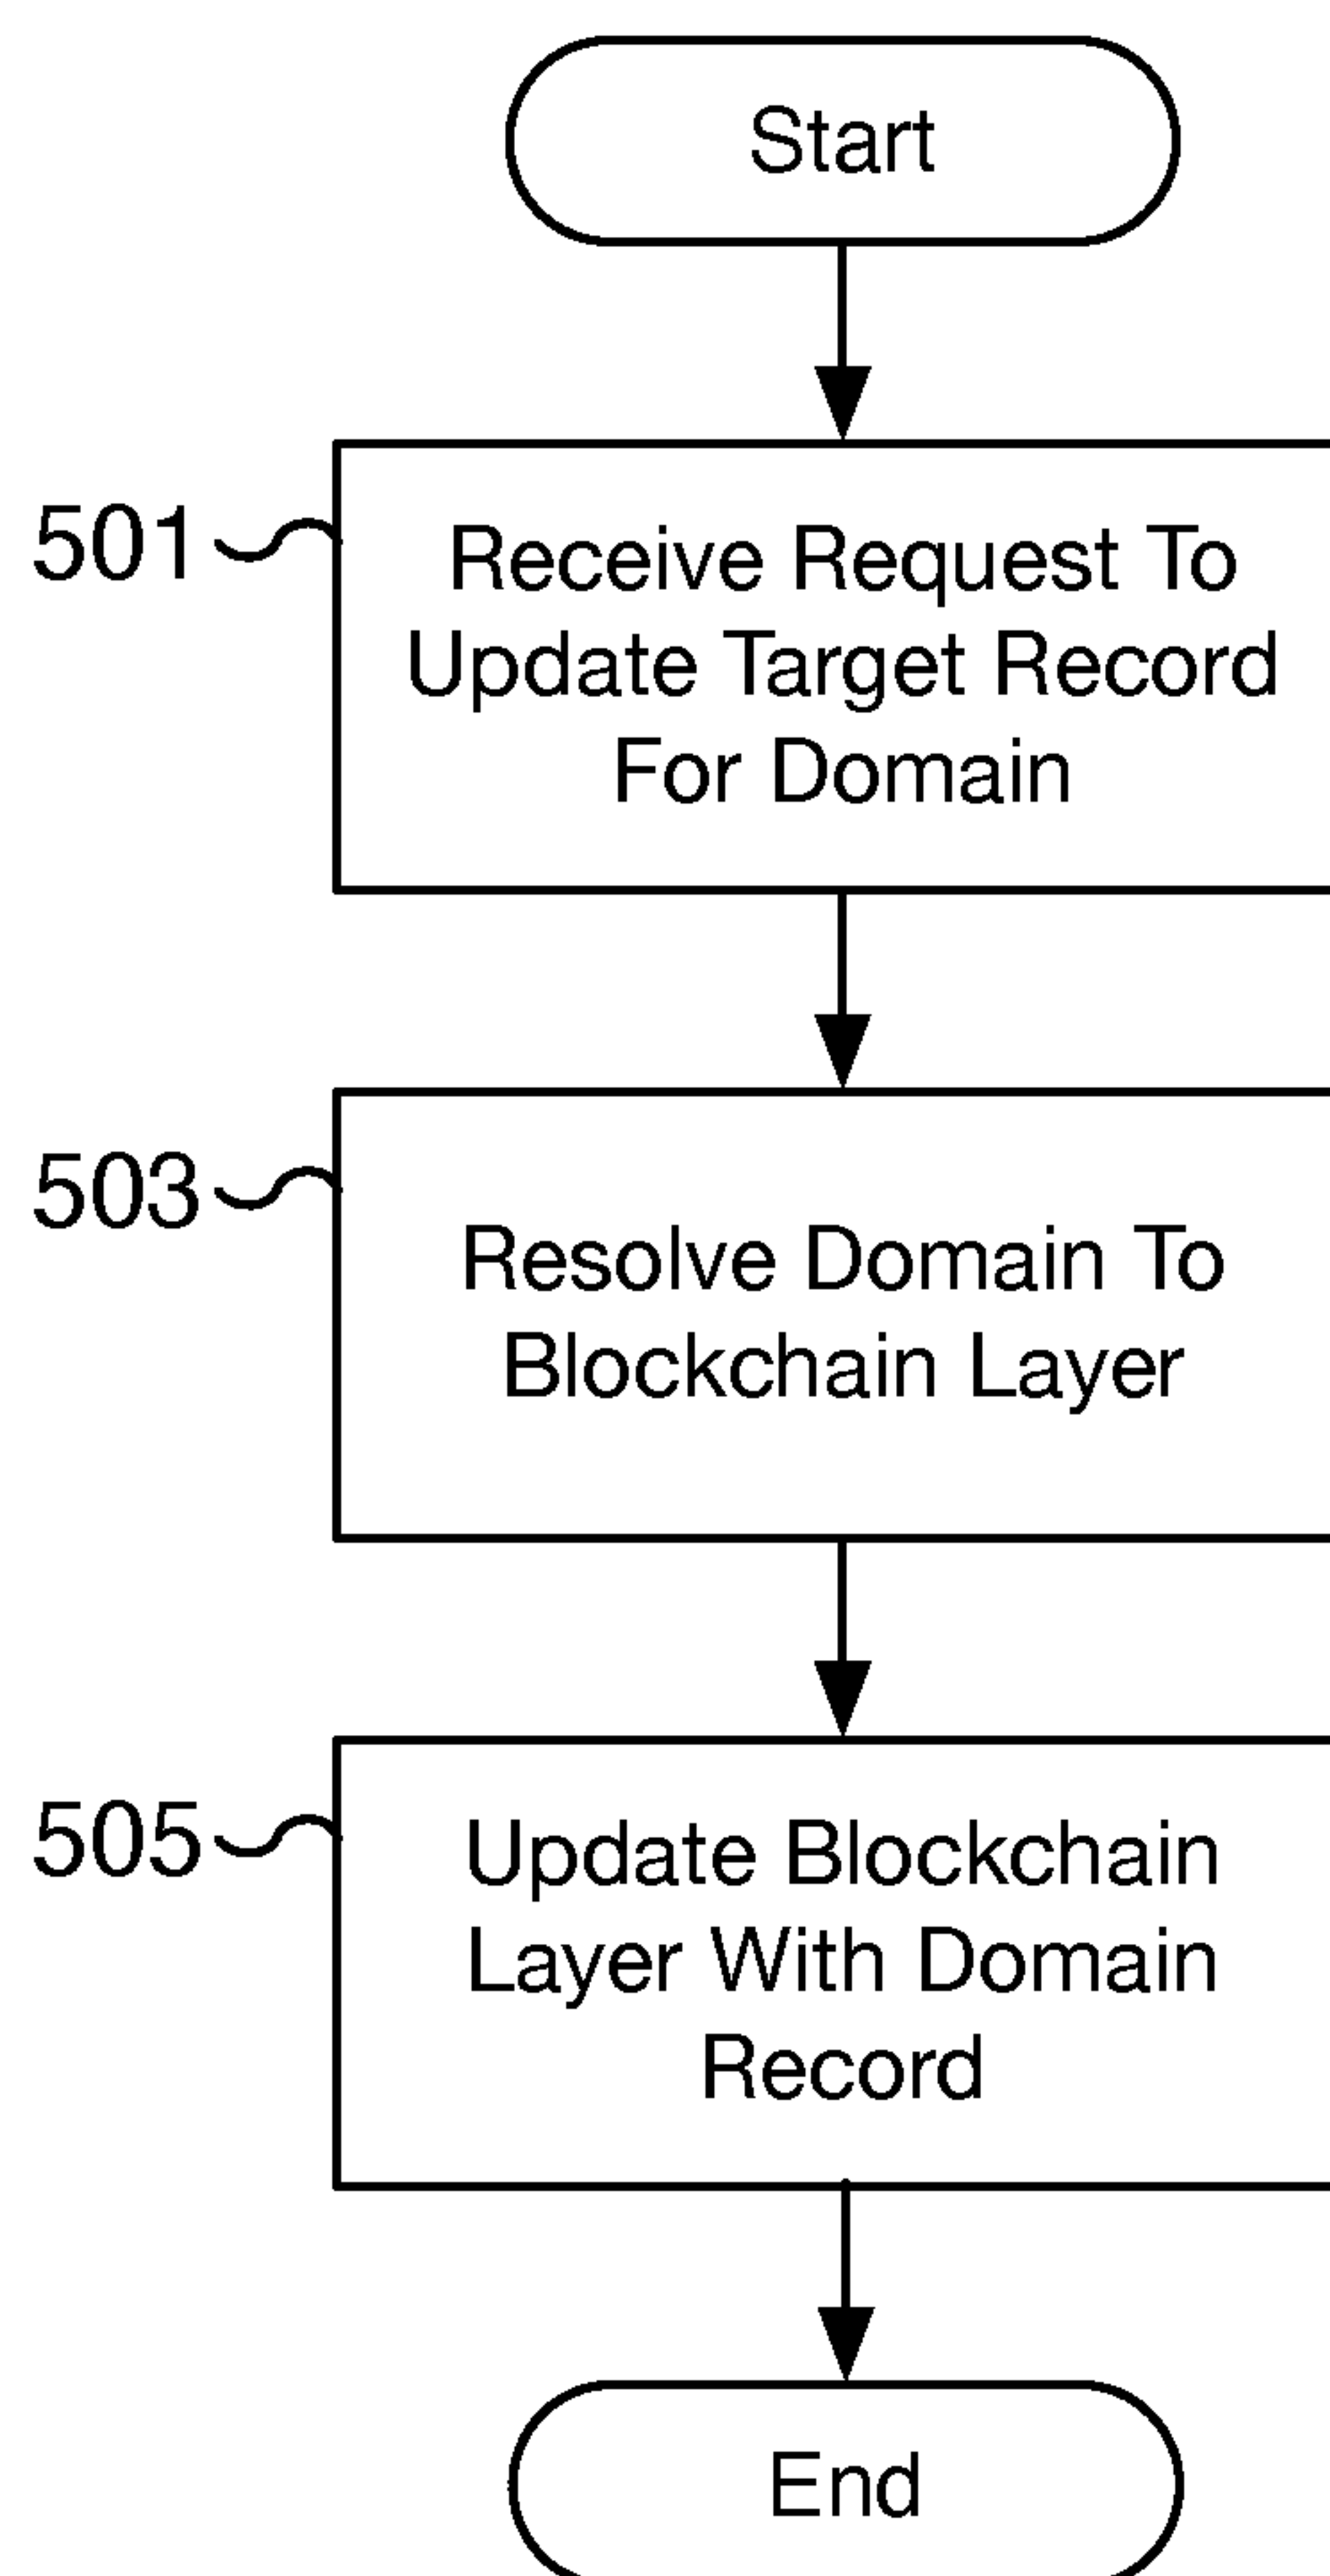 Start
501
Receive Request To
Update Target Record
For Domain
503
Resolve Domain To
Blockchain Layer
505
Update Blockchain
Layer With Domain
Record
End